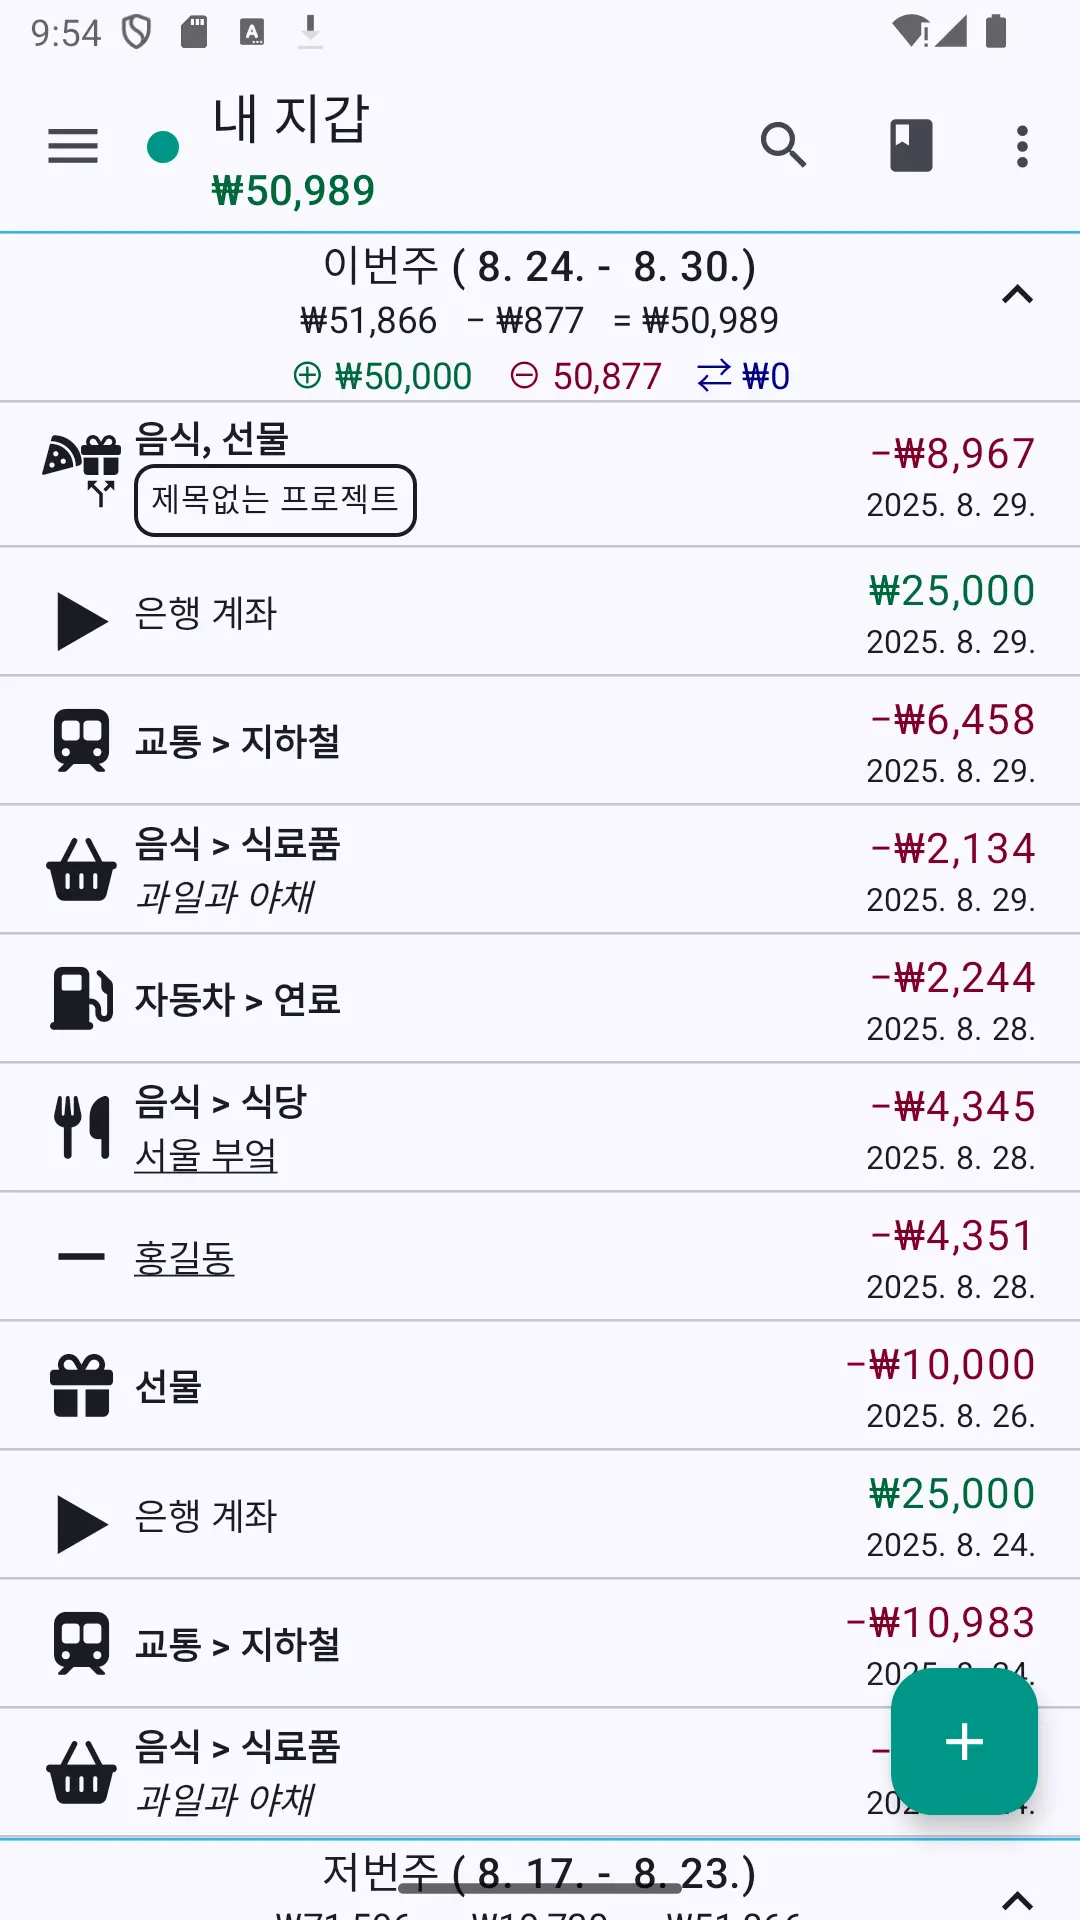 9:54
내 지갑
₩50,989
이번주 ( 8. 24. - 8. 30.)
₩51,866 − ₩877 = ₩50,989
₩50,000 50,877 ₩0
음식, 선물
−₩8,967
제목없는 프로젝트
2025. 8. 29.
은행 계좌
₩25,000
2025. 8. 29.
교통 > 지하철
−₩6,458
2025. 8. 29.
음식 > 식료품
−₩2,134
과일과 야채
2025. 8. 29.
자동차 > 연료
−₩2,244
2025. 8. 28.
음식 > 식당
−₩4,345
서울 부엌
2025. 8. 28.
홍길동
−₩4,351
2025. 8. 28.
선물
−₩10,000
2025. 8. 26.
은행 계좌
₩25,000
2025. 8. 24.
교통 > 지하철
−₩10,983
2025. 8. 24.
음식 > 식료품
과일과 야채
저번주 ( 8. 17. - 8. 23.)